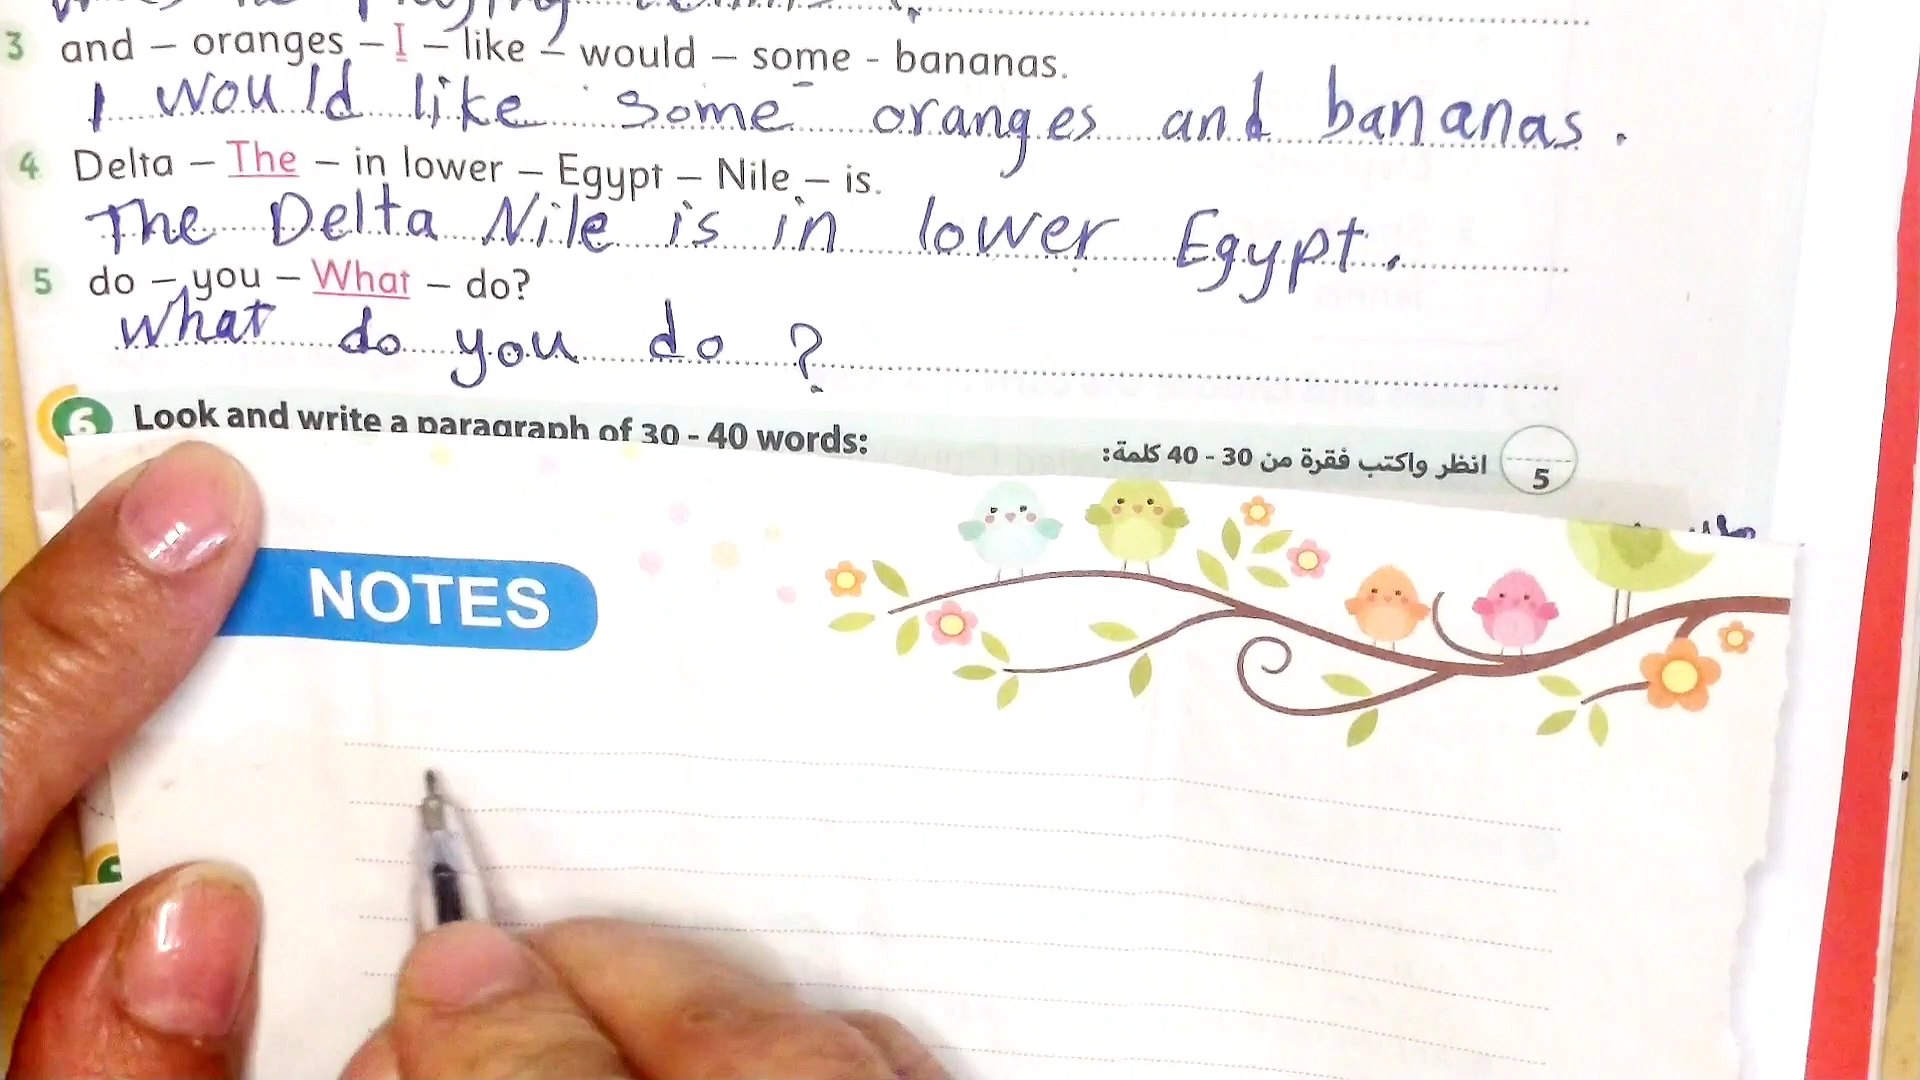 3 and – oranges – I – like – would – some - bananas.
I would like some oranges and bananas.
4 Delta – The – in lower – Egypt – Nile – is.
The Delta Nile is in lower Egypt.
5 do – you – What – do?
What do you do ?
6 Look and write a paragraph of 30 - 40 words: انظر واكتب فقرة من 30 - 40 كلمة: 5
NOTES